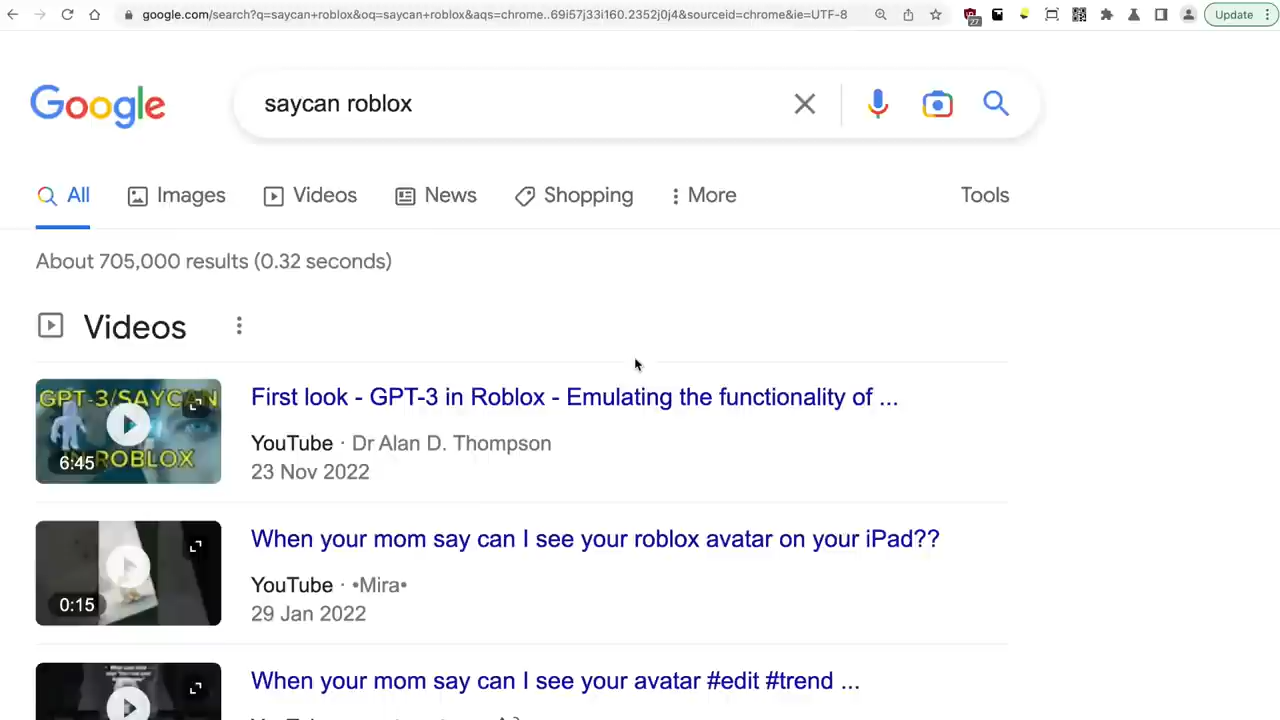 google.com/search?q=saycan+roblox&oq=saycan+roblox&aqs=chrome..69i57j33i160.2352j0j4&sourceid=chrome&ie=UTF-8
27
Update
Google
saycan roblox
All
Images
Videos
News
Shopping
More
Tools
About 705,000 results (0.32 seconds)
Videos
GPT-3/SAYCAN
IN ROBLOX
6:45
First look - GPT-3 in Roblox - Emulating the functionality of ...
YouTube · Dr Alan D. Thompson
23 Nov 2022
0:15
When your mom say can I see your roblox avatar on your iPad??
YouTube · •Mira•
29 Jan 2022
When your mom say can I see your avatar #edit #trend ...
YouTube